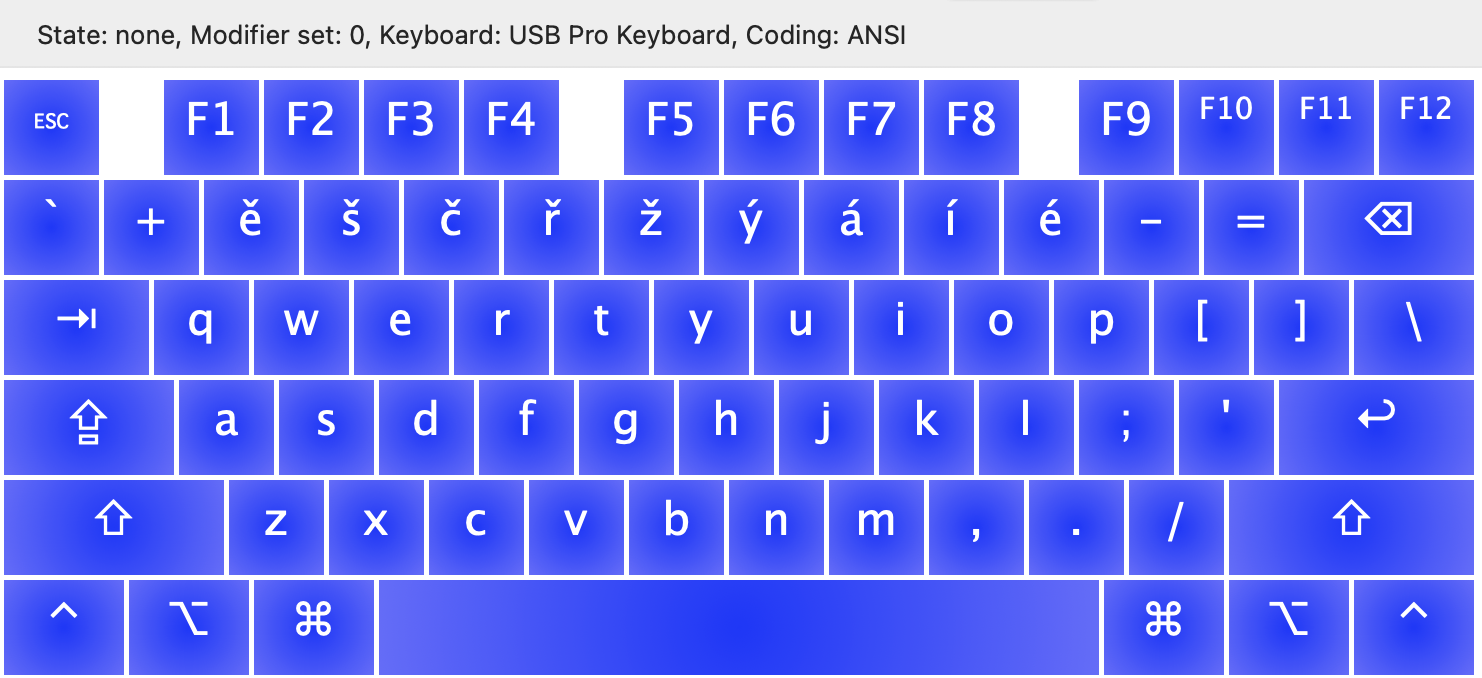 State: none, Modifier set: 0, Keyboard: USB Pro Keyboard, Coding: ANSI
ESC F1 F2 F3 F4 F5 F6 F7 F8 F9 F10 F11 F12
` + ě š č ř ž ý á í é - = ⌫
⇥ q w e r t y u i o p [ ] \
⇪ a s d f g h j k l ; ' ↩
⇧ z x c v b n m , . / ⇧
⌃ ⌥ ⌘ ⌘ ⌥ ⌃